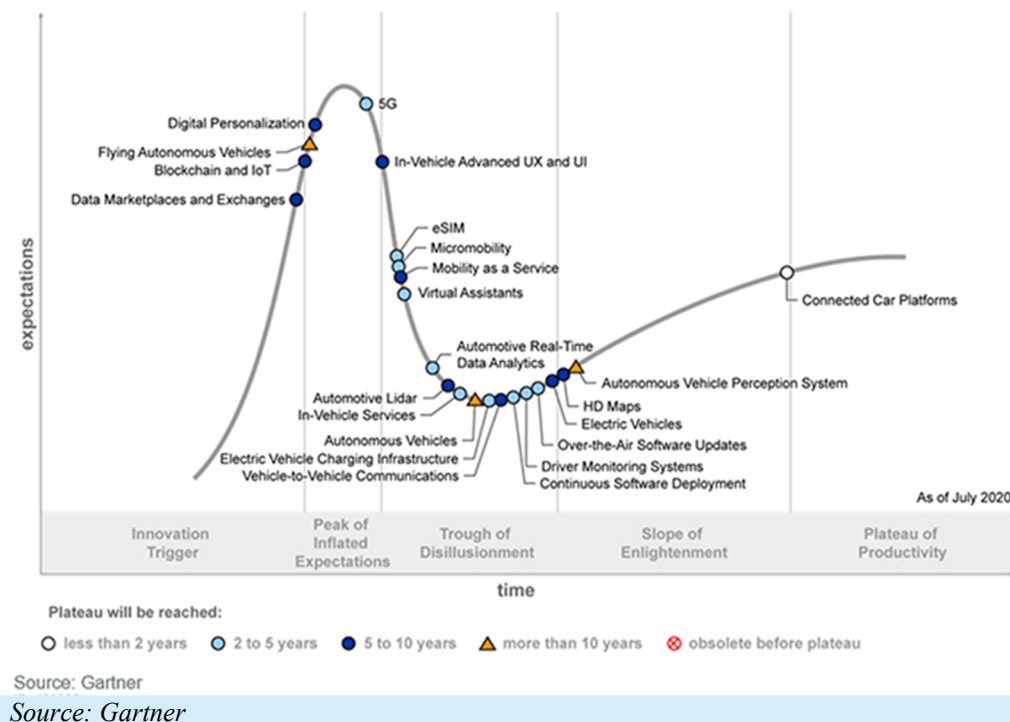 5G
Digital Personalization
Flying Autonomous Vehicles
Blockchain and IoT
In-Vehicle Advanced UX and UI
Data Marketplaces and Exchanges
eSIM
Micromobility
Mobility as a Service
Virtual Assistants
expectations
Connected Car Platforms
Automotive Real-Time
Data Analytics
Autonomous Vehicle Perception System
Automotive Lidar
HD Maps
In-Vehicle Services
Electric Vehicles
Autonomous Vehicles
Over-the-Air Software Updates
Electric Vehicle Charging Infrastructure
Driver Monitoring Systems
Vehicle-to-Vehicle Communications
Continuous Software Deployment
As of July 2020
Innovation
Trigger
Peak of
Inflated
Expectations
Trough of
Disillusionment
Slope of
Enlightenment
Plateau of
Productivity
time
Plateau will be reached:
less than 2 years
2 to 5 years
5 to 10 years
more than 10 years
obsolete before plateau
Source: Gartner
Source: Gartner